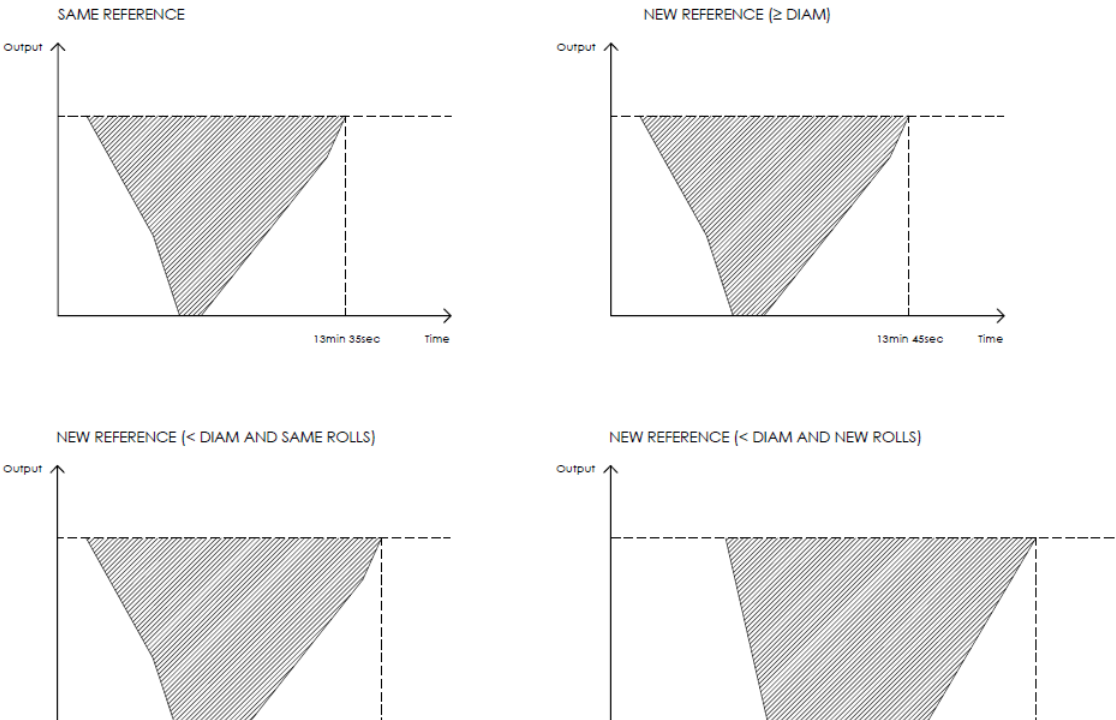 SAME REFERENCE
NEW REFERENCE (≥ DIAM)
Output
Output
13min 35sec
Time
13min 45sec
Time
NEW REFERENCE (< DIAM AND SAME ROLLS)
NEW REFERENCE (< DIAM AND NEW ROLLS)
Output
Output